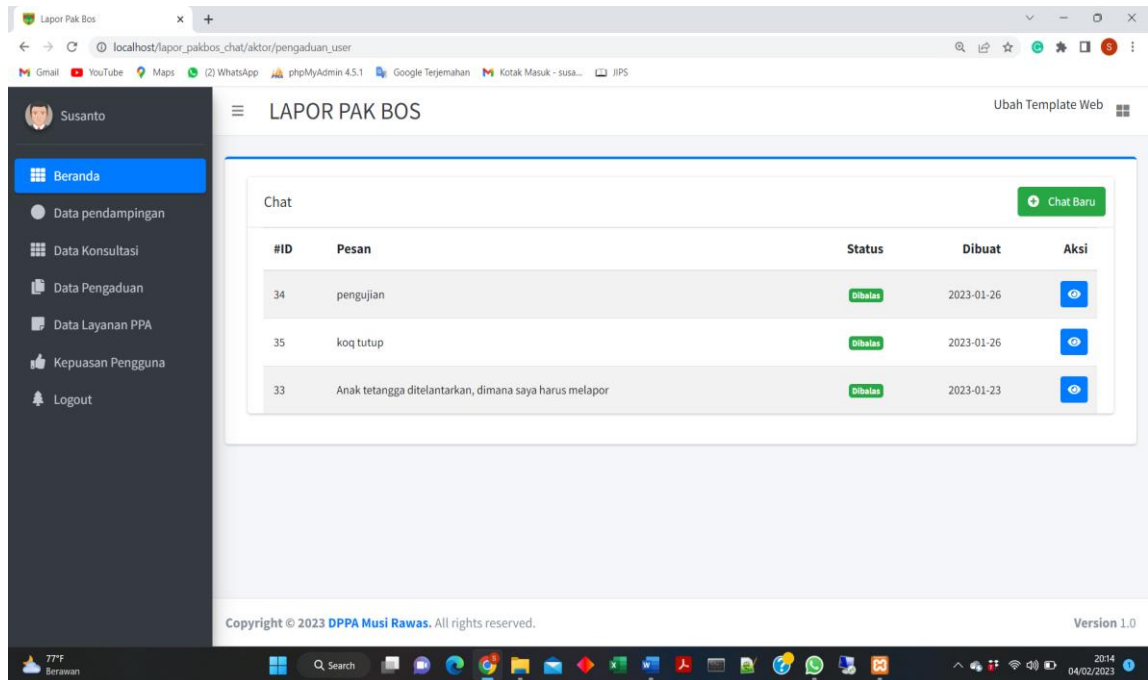 Lapor Pak Bos
localhost/lapor_pakbos_chat/aktor/pengaduan_user
S
Gmail YouTube Maps (2) WhatsApp phpMyAdmin 4.5.1 Google Terjemahan Kotak Masuk - susa... JIPS
Susanto
LAPOR PAK BOS
Ubah Template Web
Beranda
Data pendampingan
Data Konsultasi
Data Pengaduan
Data Layanan PPA
Kepuasan Pengguna
Logout
Chat
Chat Baru
#ID Pesan Status Dibuat Aksi
34 pengujian Dibalas 2023-01-26
35 koq tutup Dibalas 2023-01-26
33 Anak tetangga ditelantarkan, dimana saya harus melapor Dibalas 2023-01-23
Copyright © 2023 DPPA Musi Rawas. All rights reserved.
Version 1.0
77°F
Berawan
Search
20:14
04/02/2023
1